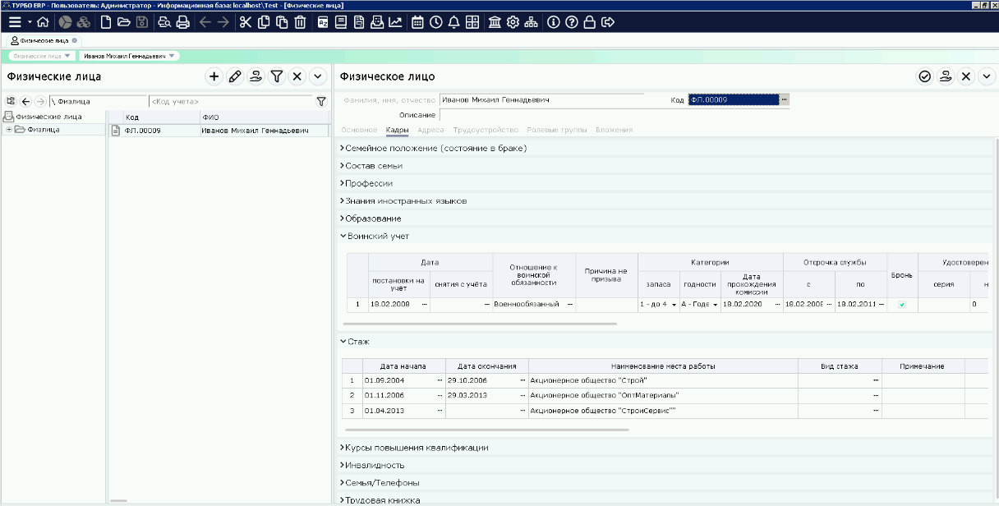 ТУРБО ERP - Пользователь: Администратор - Информационная база: localhost\Test - [Физические лица]
Физические лица
Физические лица Иванов Михаил Геннадьевич
Физические лица
\ Физлица <Код учета>
Физические лица
Физлица
Код ФИО
ФЛ.00009 Иванов Михаил Геннадьевич
Физическое лицо
Фамилия, имя, отчество Иванов Михаил Геннадьевич Код ФЛ.00009
Описание
Основное Кадры Адреса Трудоустройство Ролевые группы Вложения
Семейное положение (состояние в браке)
Состав семьи
Профессии
Знания иностранных языков
Образование
Воинский учет
Дата Отношение к воинской обязанности Причина не призыва Категории Отсрочка службы Бронь Удостоверен
постановки на учёт снятия с учёта запаса годности Дата прохождения комиссии с по серия н
1 18.02.2008 Военнообязанный 1 - до 4 А - Годе 18.02.2020 18.02.2008 18.02.2011 0
Стаж
Дата начала Дата окончания Наименование места работы Вид стажа Примечание
1 01.09.2004 29.10.2006 Акционерное общество "Строй"
2 01.11.2006 29.03.2013 Акционерное общество "ОптМатериалы"
3 01.04.2013 Акционерное общество "СтройСервис""
Курсы повышения квалификации
Инвалидность
Семья/Телефоны
Трудовая книжка